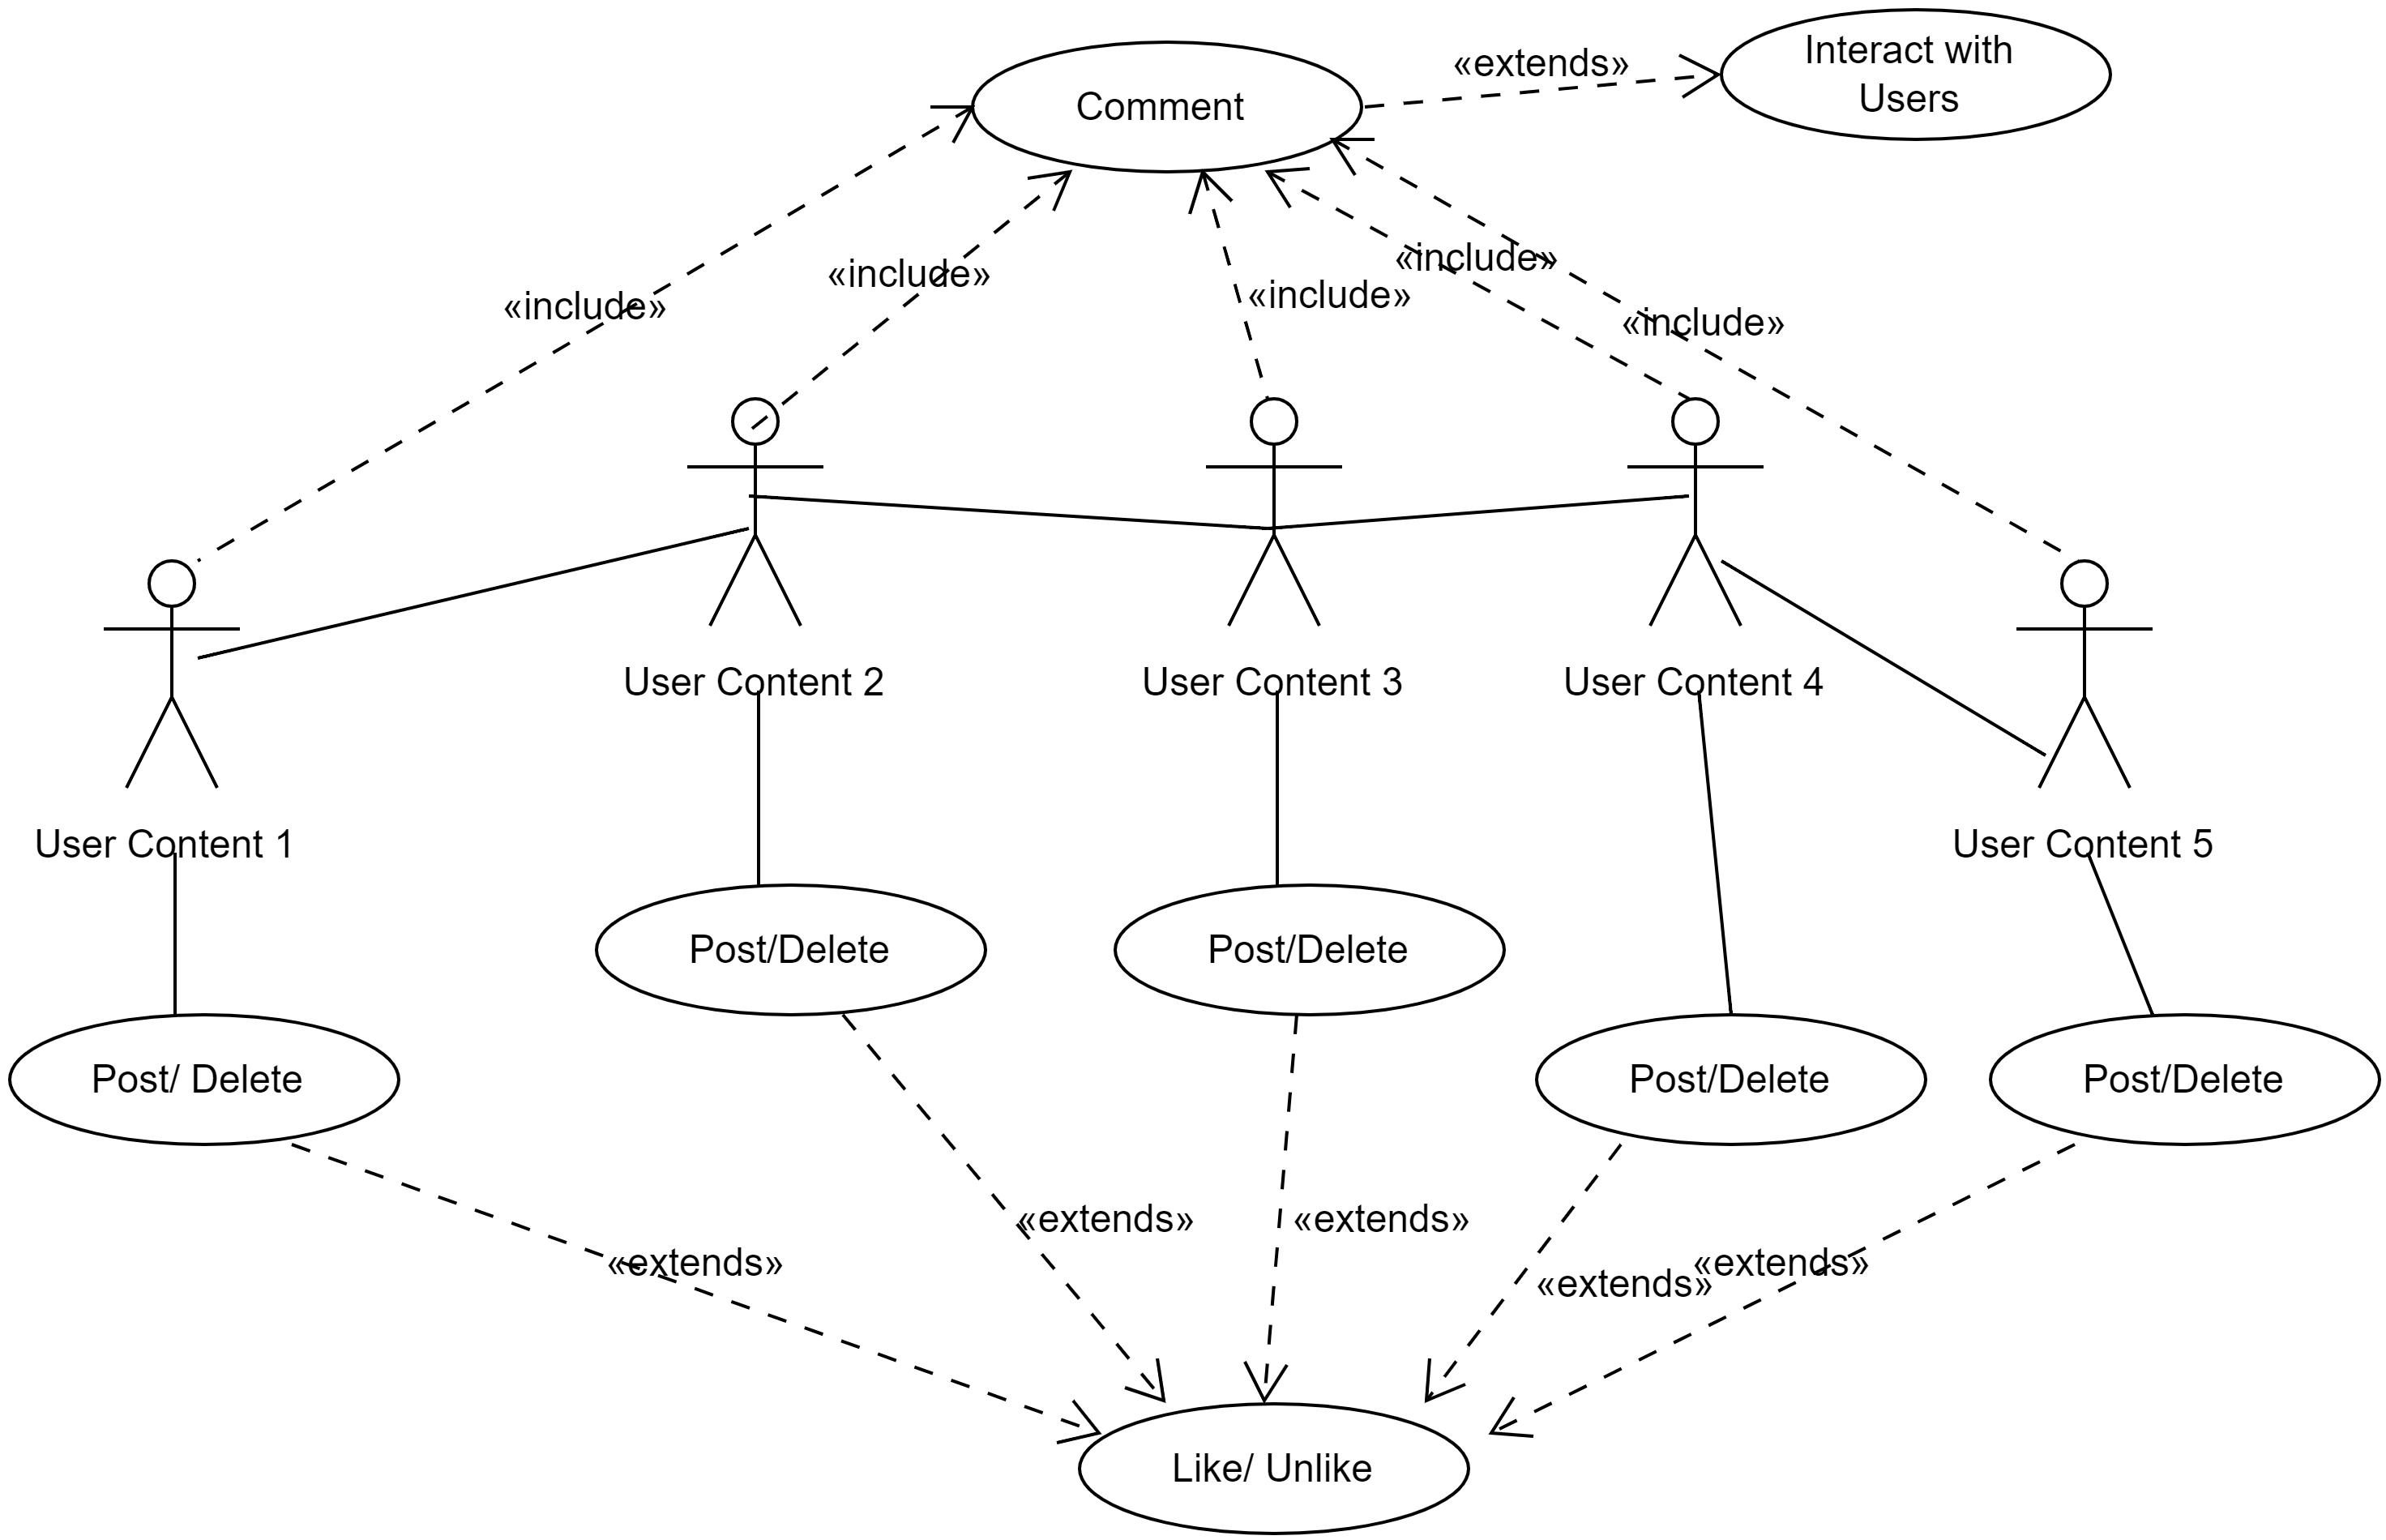 Interact with
Users
«extends»
Comment
«include»
«include»
«include»
«include»
«include»
User Content 2
User Content 3
User Content 4
User Content 1
User Content 5
Post/Delete
Post/Delete
Post/ Delete
Post/Delete
Post/Delete
«extends»
«extends»
«extends»
«extends»
«extends»
Like/ Unlike